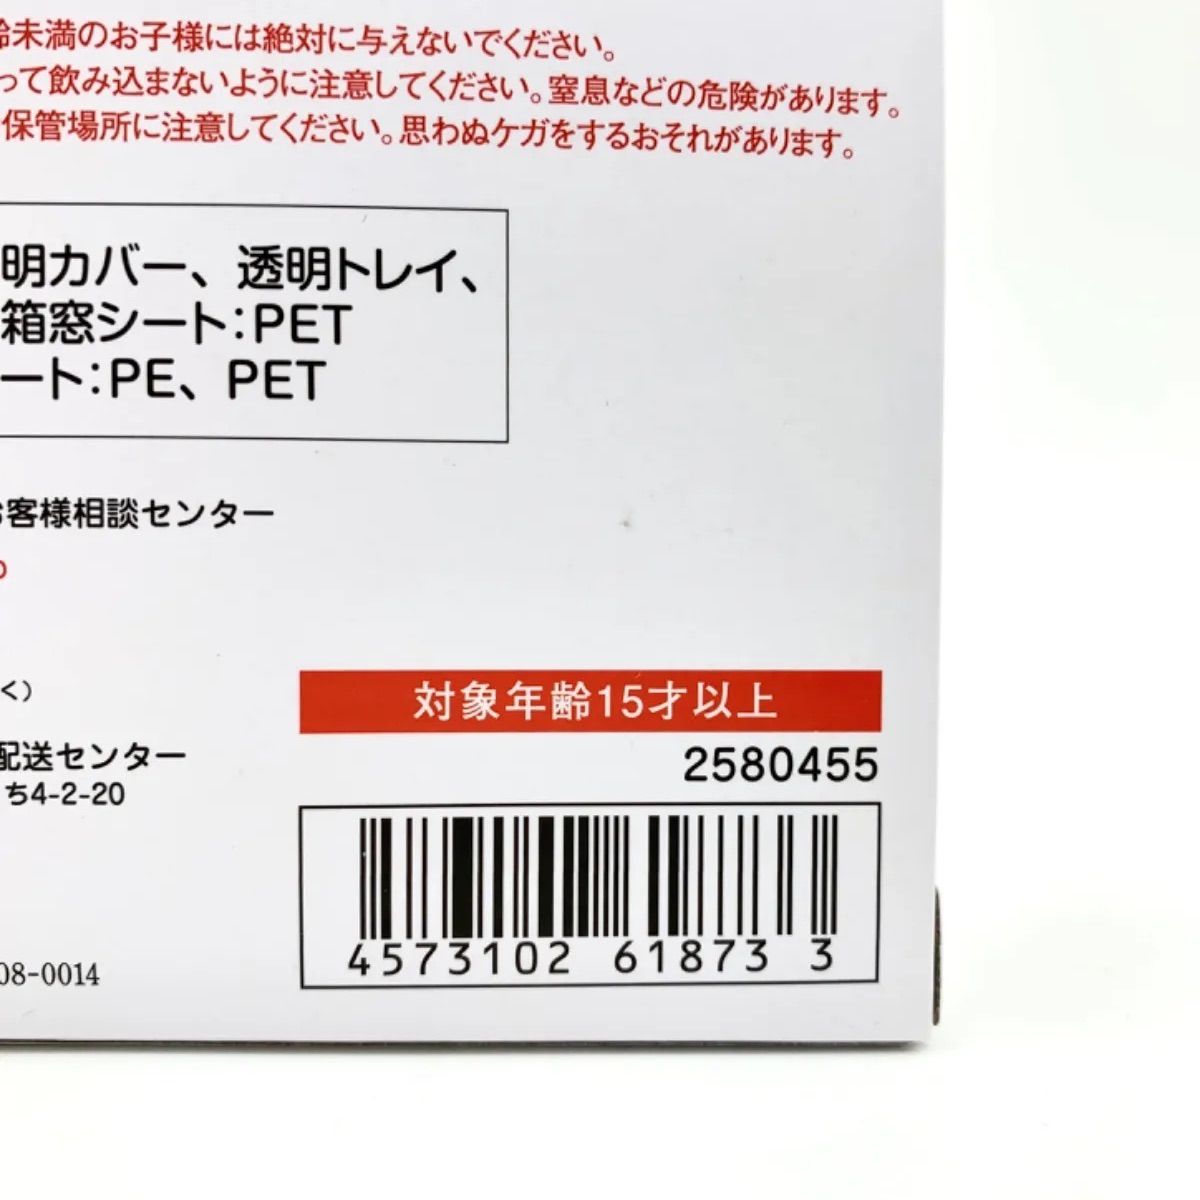 齢未満のお子様には絶対に与えないでください。
って飲み込まないように注意してください。窒息などの危険があります。
保管場所に注意してください。思わぬケガをするおそれがあります。
明カバー、透明トレイ、
箱窓シート:PET
ート:PE、PET
お客様相談センター
く)
配送センター
ち4-2-20
08-0014
対象年齢15才以上
2580455
4573102 61873 3